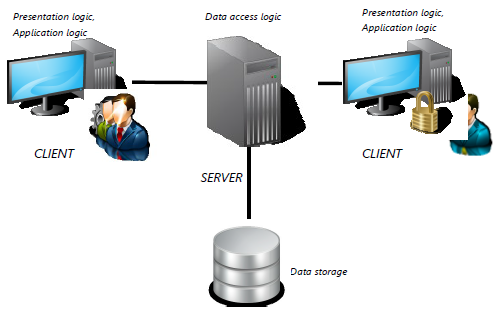 Presentation logic,
Application logic
Data access logic
Presentation logic,
Application logic
CLIENT
SERVER
CLIENT
Data storage